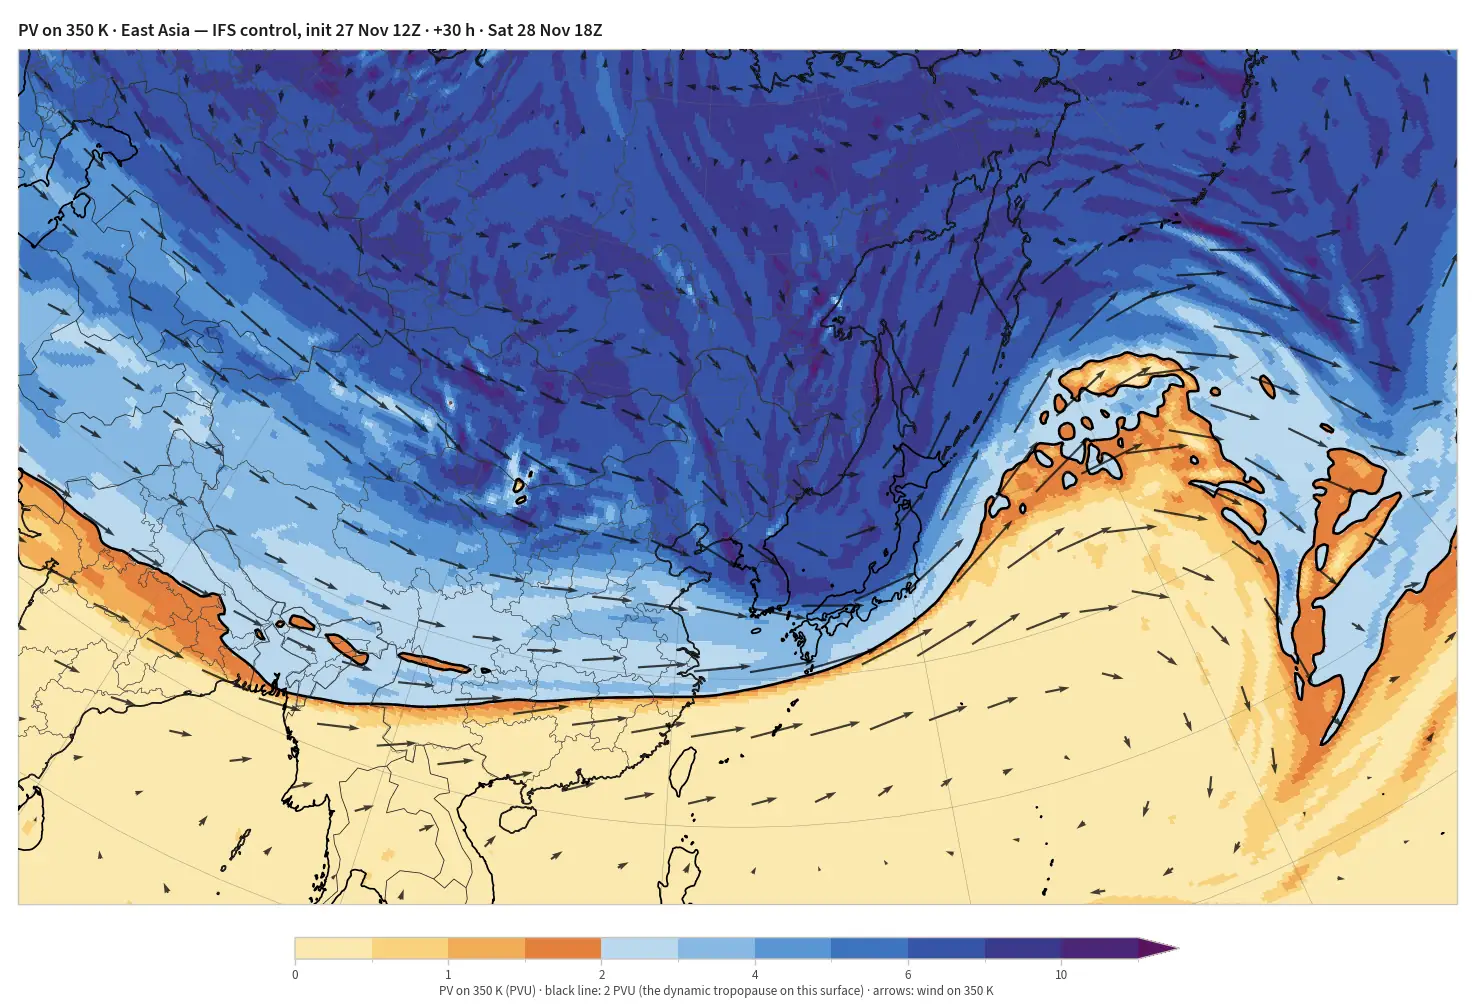 PV on 350 K · East Asia — IFS control, init 27 Nov 12Z · +30 h · Sat 28 Nov 18Z
0 1 2 4 6 10
PV on 350 K (PVU) · black line: 2 PVU (the dynamic tropopause on this surface) · arrows: wind on 350 K